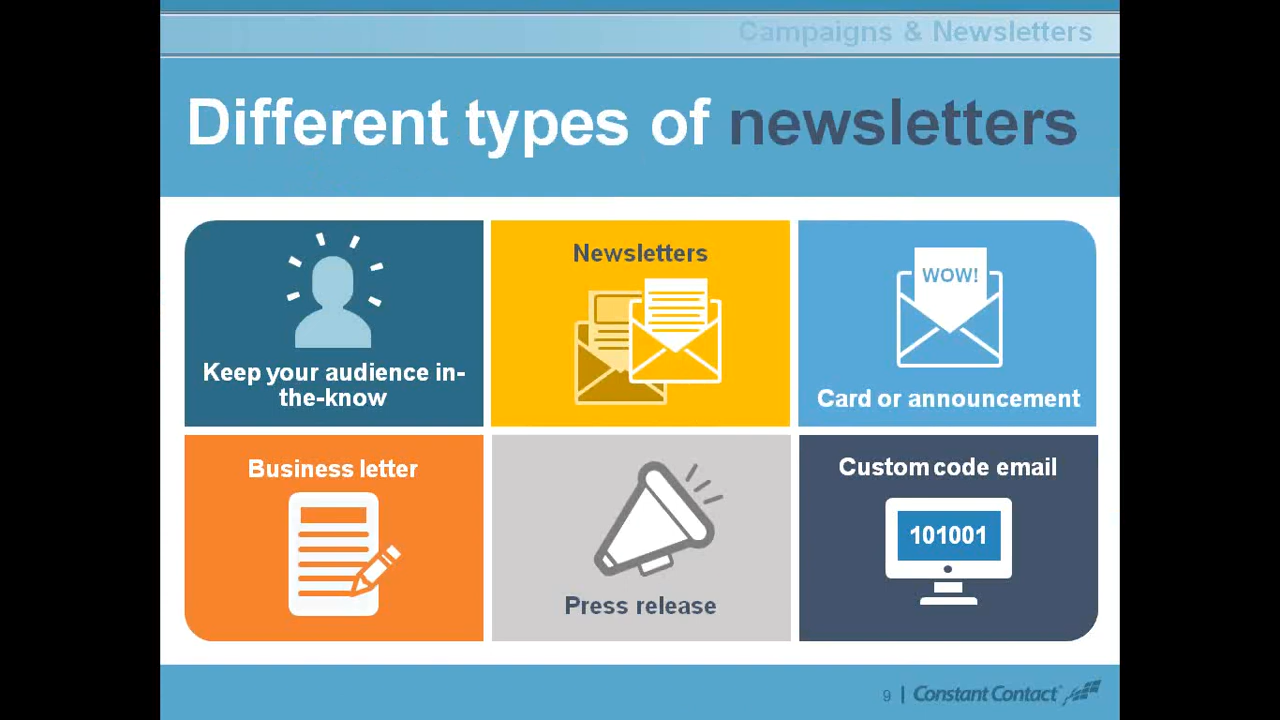 Campaigns & Newsletters
Different types of newsletters
Keep your audience in-
the-know
Newsletters
WOW!
Card or announcement
Business letter
Press release
Custom code email
101001
9 | Constant Contact